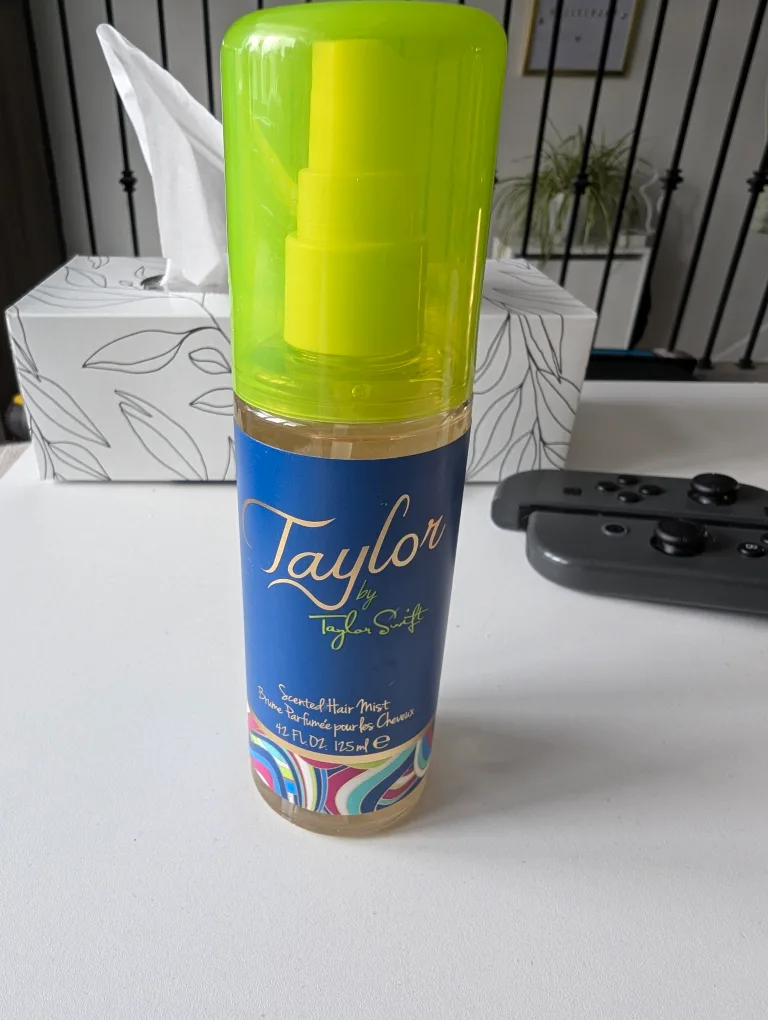 Taylor
by
Taylor Swift
Scented Hair Mist
Brume Parfumée pour les Cheveux
4.2 FL.OZ. 125 ml e